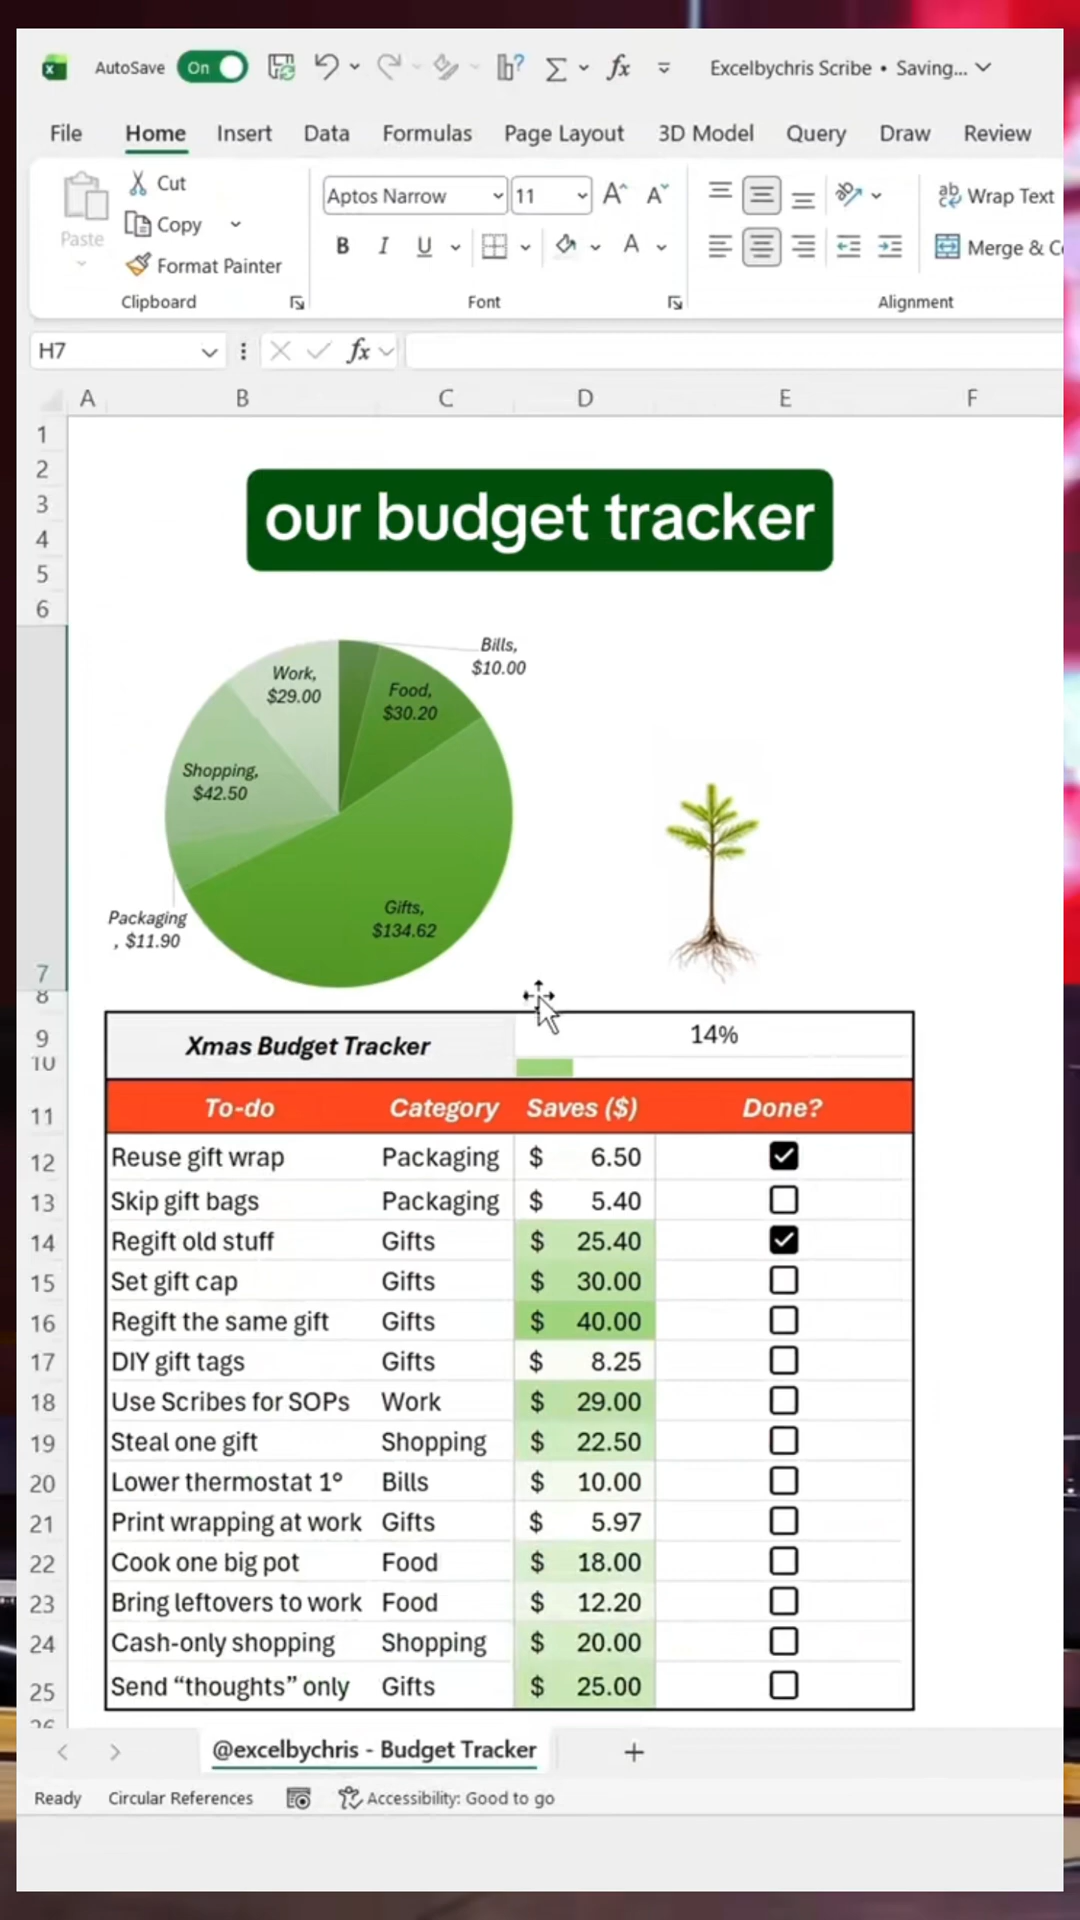 AutoSave On fx Excelbychris Scribe • Saving...
File Home Insert Data Formulas Page Layout 3D Model Query Draw Review
Paste
Cut
Copy
Format Painter
Clipboard
Aptos Narrow 11
B I U A
Font
ab Wrap Text
Merge & C
Alignment
H7 fx
A B C D E F
1
2
3
4
5
6
our budget tracker
Bills,
$10.00
Work,
$29.00
Food,
$30.20
Shopping,
$42.50
Gifts,
$134.62
Packaging
, $11.90
7
8
9 Xmas Budget Tracker 14%
10
11 To-do Category Saves ($) Done?
12 Reuse gift wrap Packaging $ 6.50
13 Skip gift bags Packaging $ 5.40
14 Regift old stuff Gifts $ 25.40
15 Set gift cap Gifts $ 30.00
16 Regift the same gift Gifts $ 40.00
17 DIY gift tags Gifts $ 8.25
18 Use Scribes for SOPs Work $ 29.00
19 Steal one gift Shopping $ 22.50
20 Lower thermostat 1° Bills $ 10.00
21 Print wrapping at work Gifts $ 5.97
22 Cook one big pot Food $ 18.00
23 Bring leftovers to work Food $ 12.20
24 Cash-only shopping Shopping $ 20.00
25 Send “thoughts” only Gifts $ 25.00
26
@excelbychris - Budget Tracker
Ready Circular References Accessibility: Good to go